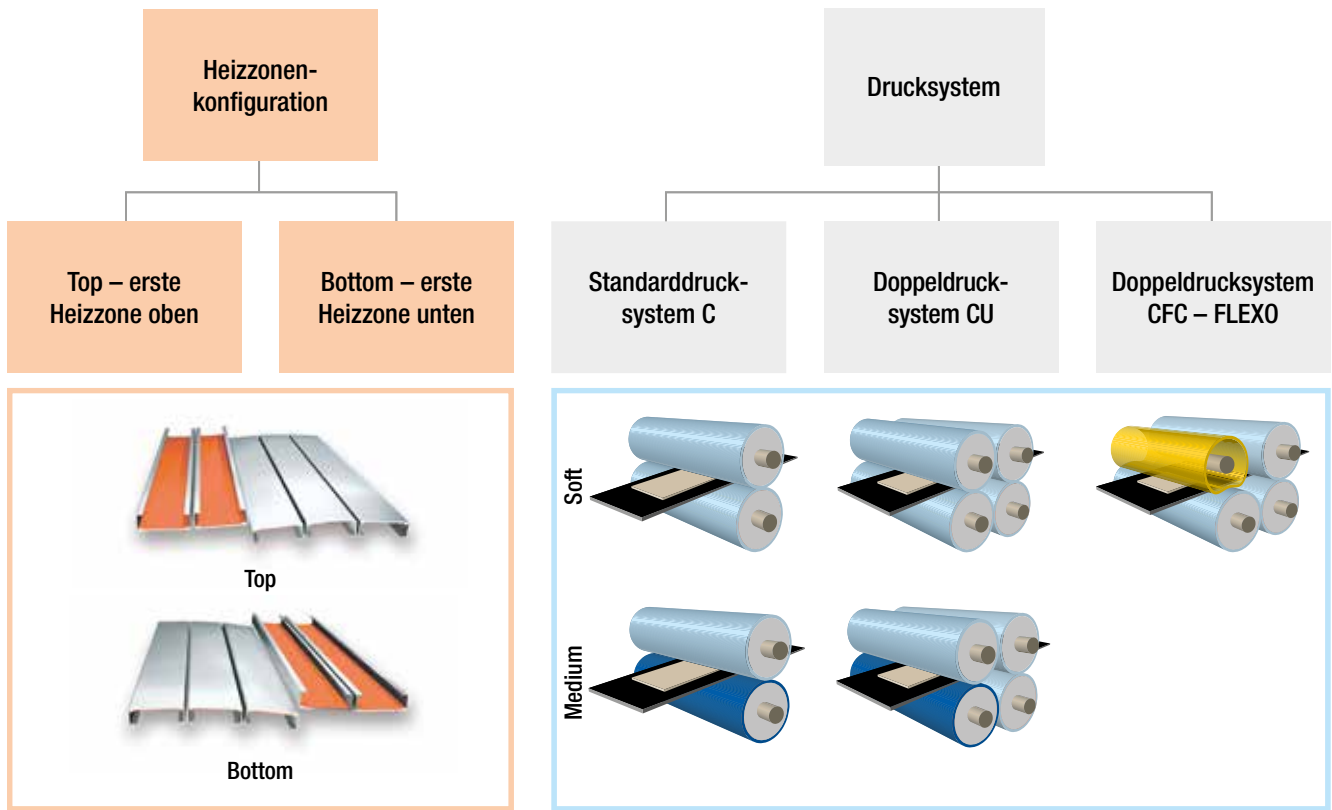 Heizzonen-
konfiguration
Drucksystem
Top – erste
Heizzone oben
Bottom – erste
Heizzone unten
Standarddruck-
system C
Doppeldruck-
system CU
Doppeldrucksystem
CFC – FLEXO
Top
Bottom
Soft
Medium